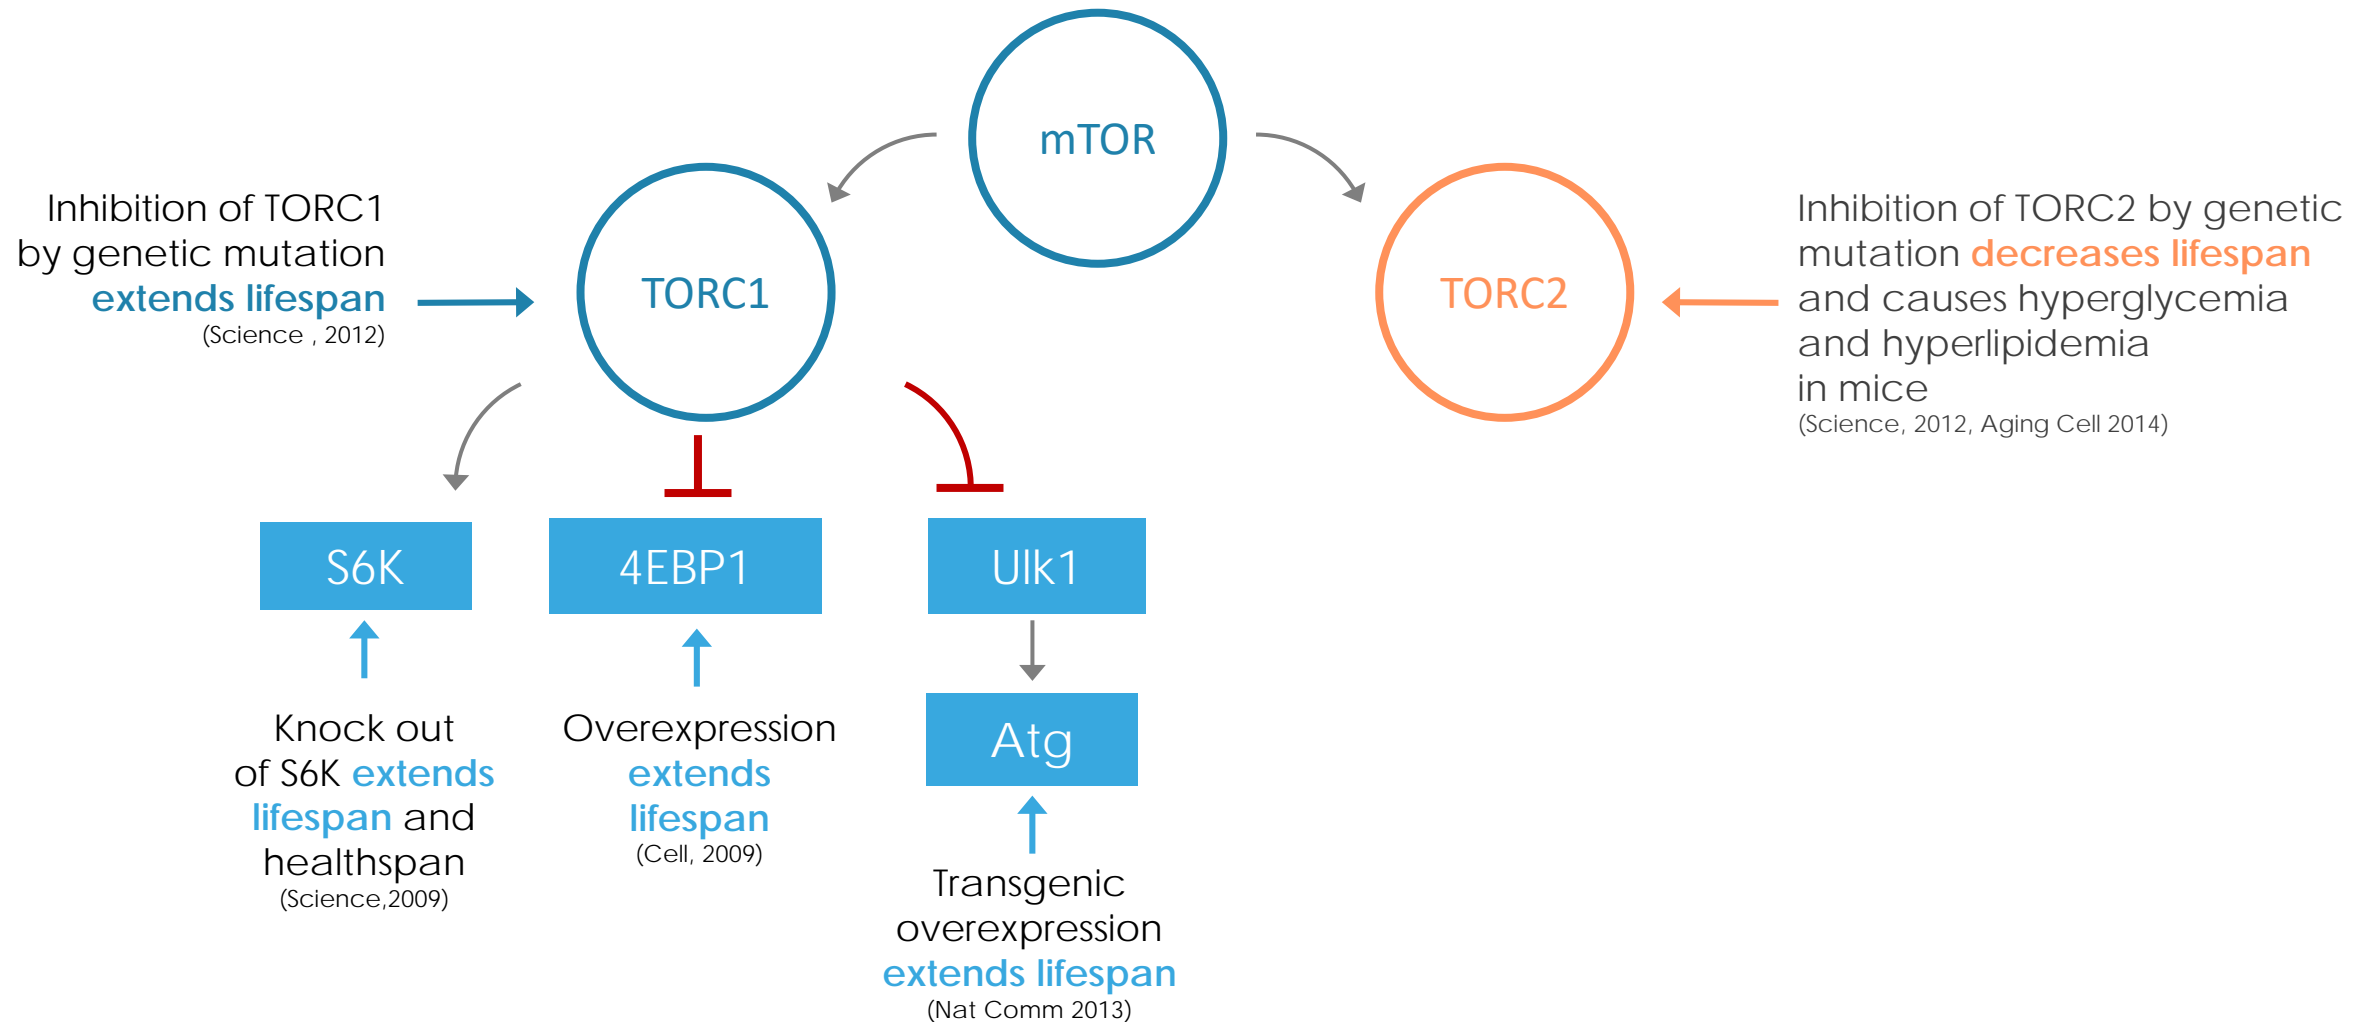 mTOR
Inhibition of TORC1
by genetic mutation
extends lifespan
(Science , 2012)
TORC1
TORC2
Inhibition of TORC2 by genetic
mutation decreases lifespan
and causes hyperglycemia
and hyperlipidemia
in mice
(Science, 2012, Aging Cell 2014)
S6K
4EBP1
Ulk1
Atg
Knock out
of S6K extends
lifespan and
healthspan
(Science,2009)
Overexpression
extends
lifespan
(Cell, 2009)
Transgenic
overexpression
extends lifespan
(Nat Comm 2013)